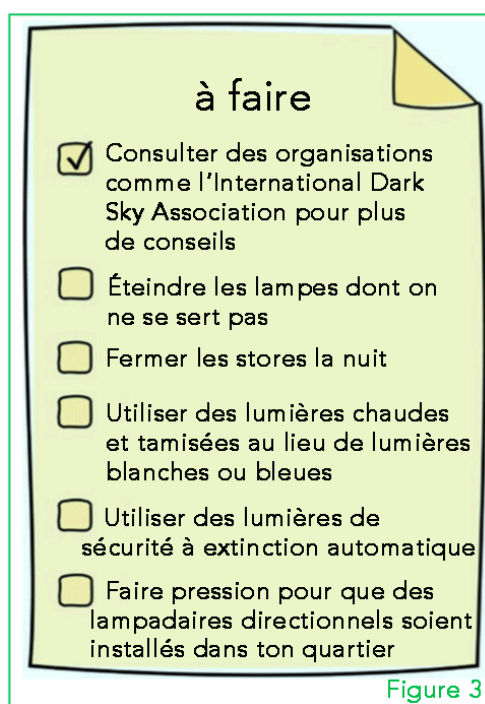 à faire
Consulter des organisations
comme l'International Dark
Sky Association pour plus
de conseils
Éteindre les lampes dont on
ne se sert pas
Fermer les stores la nuit
Utiliser des lumières chaudes
et tamisées au lieu de lumières
blanches ou bleues
Utiliser des lumières de
sécurité à extinction automatique
Faire pression pour que des
lampadaires directionnels soient
installés dans ton quartier
Figure 3